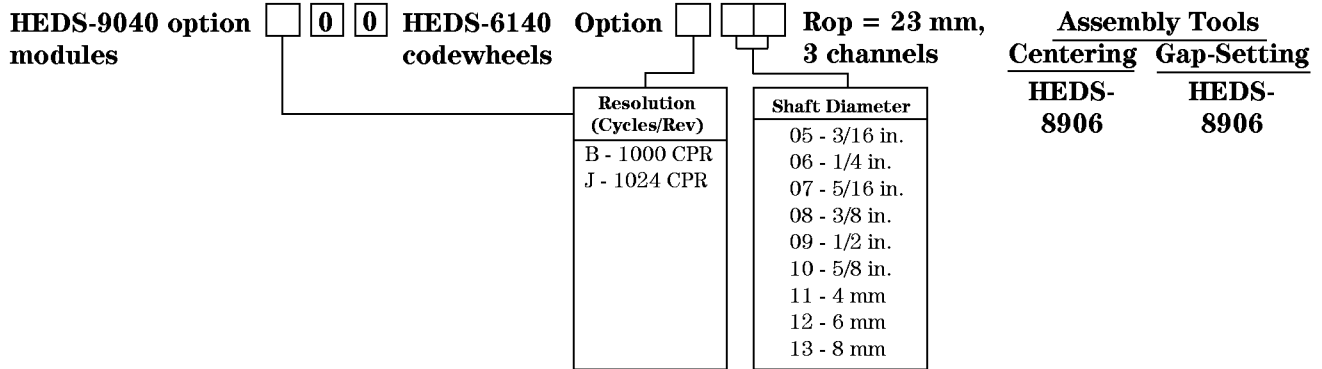 HEDS-9040 option 0 0 HEDS-6140 Option Rop = 23 mm,
modules codewheels 3 channels
Assembly Tools
Centering Gap-Setting
HEDS- HEDS-
8906 8906
Resolution
(Cycles/Rev)
B - 1000 CPR
J - 1024 CPR
Shaft Diameter
05 - 3/16 in.
06 - 1/4 in.
07 - 5/16 in.
08 - 3/8 in.
09 - 1/2 in.
10 - 5/8 in.
11 - 4 mm
12 - 6 mm
13 - 8 mm